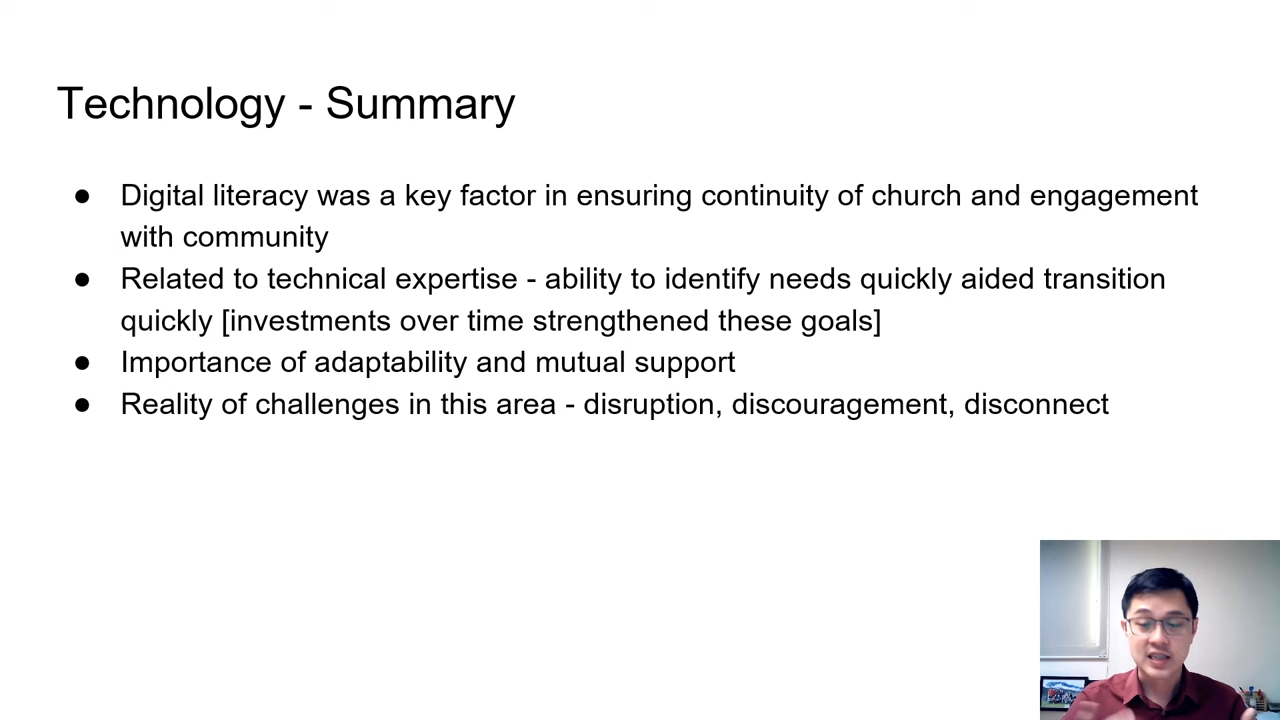 Technology - Summary
● Digital literacy was a key factor in ensuring continuity of church and engagement
with community
● Related to technical expertise - ability to identify needs quickly aided transition
quickly [investments over time strengthened these goals]
● Importance of adaptability and mutual support
● Reality of challenges in this area - disruption, discouragement, disconnect